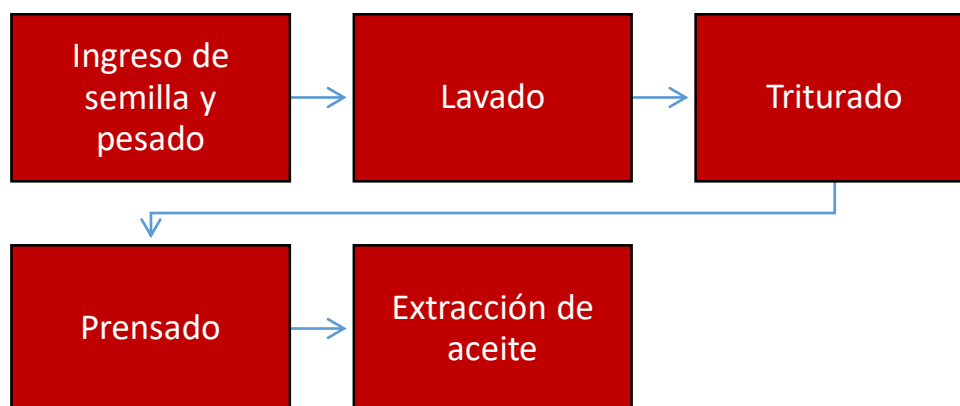 Ingreso de
semilla y
pesado
Lavado
Triturado
Prensado
Extracción de
aceite